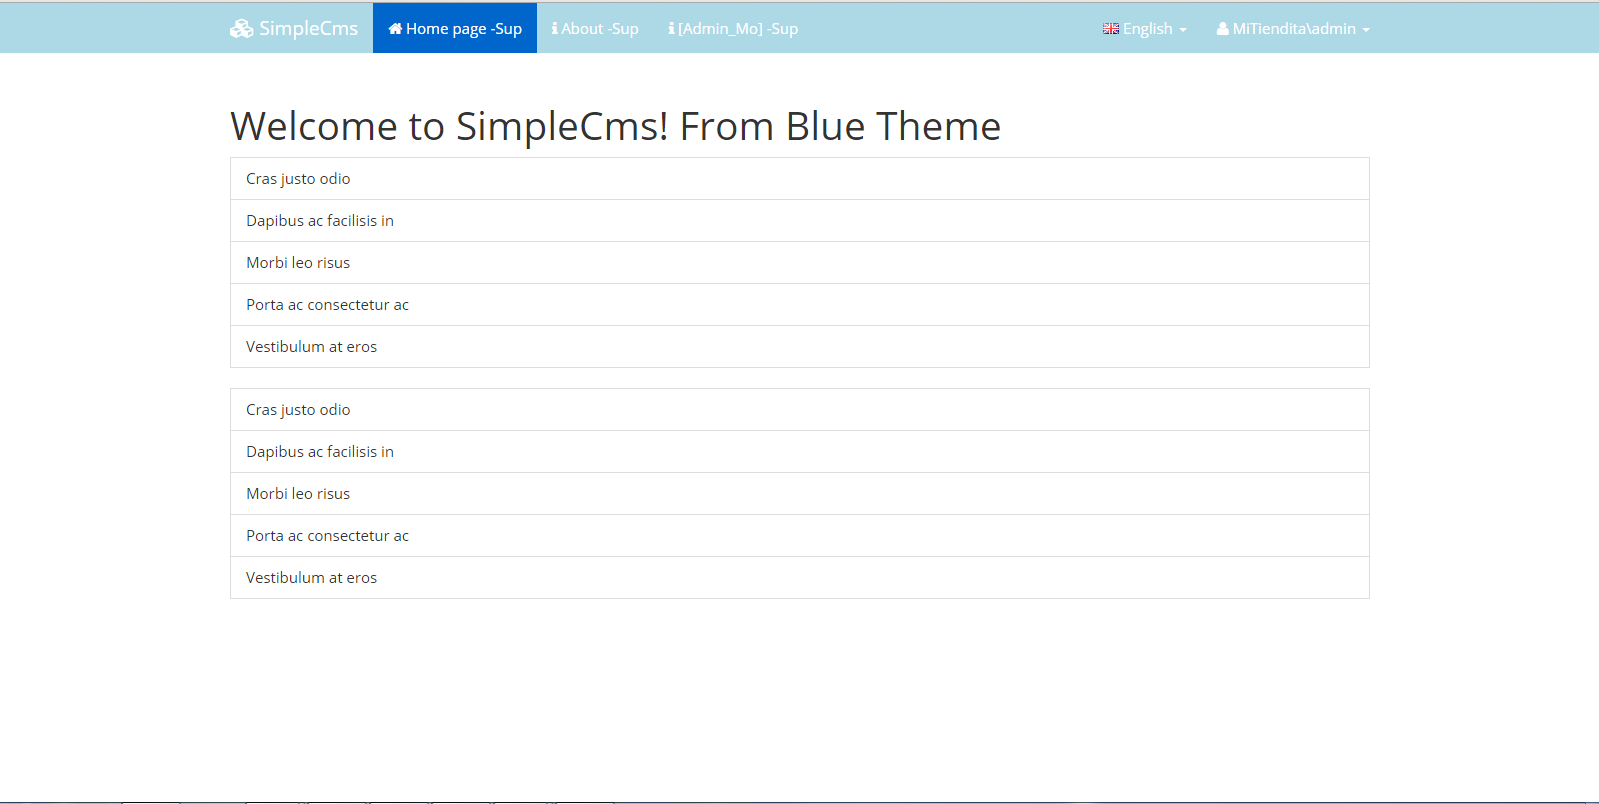 SimpleCms Home page -Sup About -Sup [Admin_Mo] -Sup English MiTiendita\admin
Welcome to SimpleCms! From Blue Theme
Cras justo odio
Dapibus ac facilisis in
Morbi leo risus
Porta ac consectetur ac
Vestibulum at eros
Cras justo odio
Dapibus ac facilisis in
Morbi leo risus
Porta ac consectetur ac
Vestibulum at eros